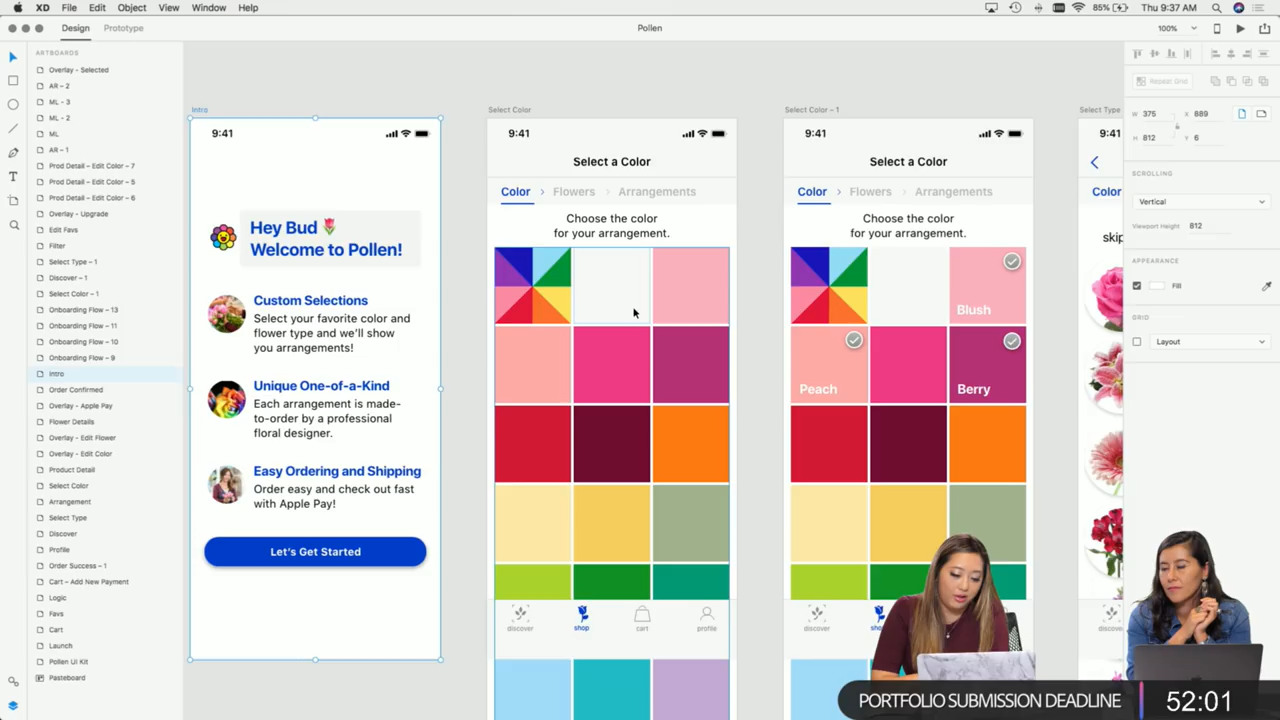 XD File Edit Object View Window Help
85% Thu 9:37 AM
Design Prototype
Pollen
100%
ARTBOARDS
Overlay - Selected
AR – 2
ML - 3
ML - 2
ML
AR – 1
Prod Detail – Edit Color – 7
Prod Detail – Edit Color – 5
Prod Detail – Edit Color – 6
Overlay - Upgrade
Edit Favs
Filter
Select Type – 1
Discover – 1
Select Color – 1
Onboarding Flow – 13
Onboarding Flow – 11
Onboarding Flow – 10
Onboarding Flow – 9
Intro
Order Confirmed
Overlay - Apple Pay
Flower Details
Overlay - Edit Flower
Overlay - Edit Color
Product Detail
Select Color
Arrangement
Select Type
Discover
Profile
Order Success – 1
Cart – Add New Payment
Logic
Favs
Cart
Launch
Pollen UI Kit
Pasteboard
Intro
9:41
Hey Bud
Welcome to Pollen!
Custom Selections
Select your favorite color and
flower type and we'll show
you arrangements!
Unique One-of-a-Kind
Each arrangement is made-
to-order by a professional
floral designer.
Easy Ordering and Shipping
Order easy and check out fast
with Apple Pay!
Let's Get Started
Select Color
9:41
Select a Color
Color Flowers Arrangements
Choose the color
for your arrangement.
discover shop cart profile
Select Color – 1
9:41
Select a Color
Color Flowers Arrangements
Choose the color
for your arrangement.
Blush
Peach
Berry
discover shop
Select Type
9:41
Color
skip
discove
Repeat Grid
W 375 X 889
H 812 Y 6
SCROLLING
Vertical
Viewport Height 812
APPEARANCE
Fill
GRID
Layout
PORTFOLIO SUBMISSION DEADLINE 52:01